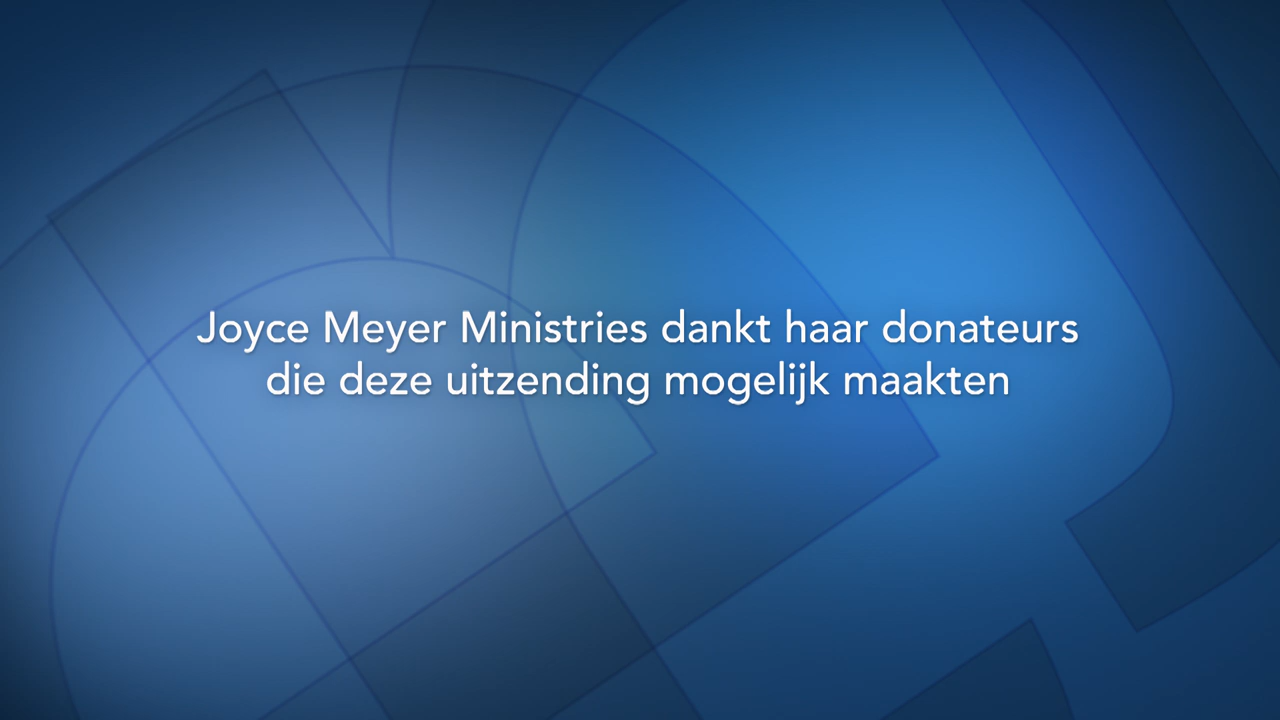 Joyce Meyer Ministries dankt haar donateurs
die deze uitzending mogelijk maakten